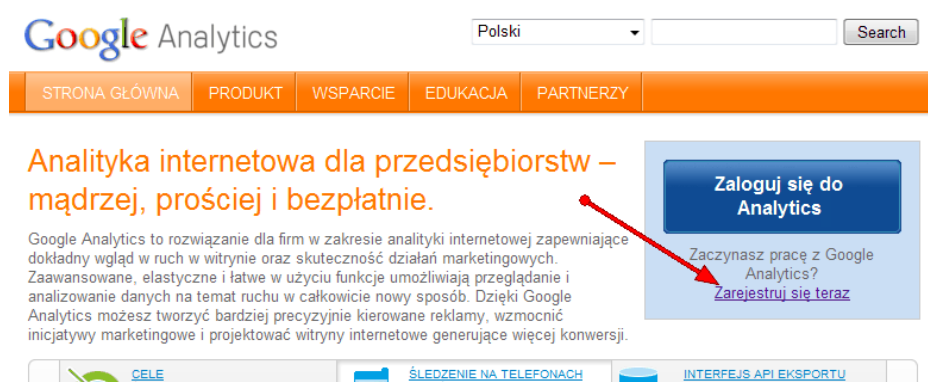 Google Analytics
Polski
Search
STRONA GŁÓWNA PRODUKT WSPARCIE EDUKACJA PARTNERZY
Analityka internetowa dla przedsiębiorstw –
mądrzej, prościej i bezpłatnie.
Google Analytics to rozwiązanie dla firm w zakresie analityki internetowej zapewniające
dokładny wgląd w ruch w witrynie oraz skuteczność działań marketingowych.
Zaawansowane, elastyczne i łatwe w użyciu funkcje umożliwiają przeglądanie i
analizowanie danych na temat ruchu w całkowicie nowy sposób. Dzięki Google
Analytics możesz tworzyć bardziej precyzyjnie kierowane reklamy, wzmocnić
inicjatywy marketingowe i projektować witryny internetowe generujące więcej konwersji.
Zaloguj się do
Analytics
Zaczynasz pracę z Google
Analytics?
Zarejestruj się teraz
CELE
ŚLEDZENIE NA TELEFONACH
INTERFEJS API EKSPORTU